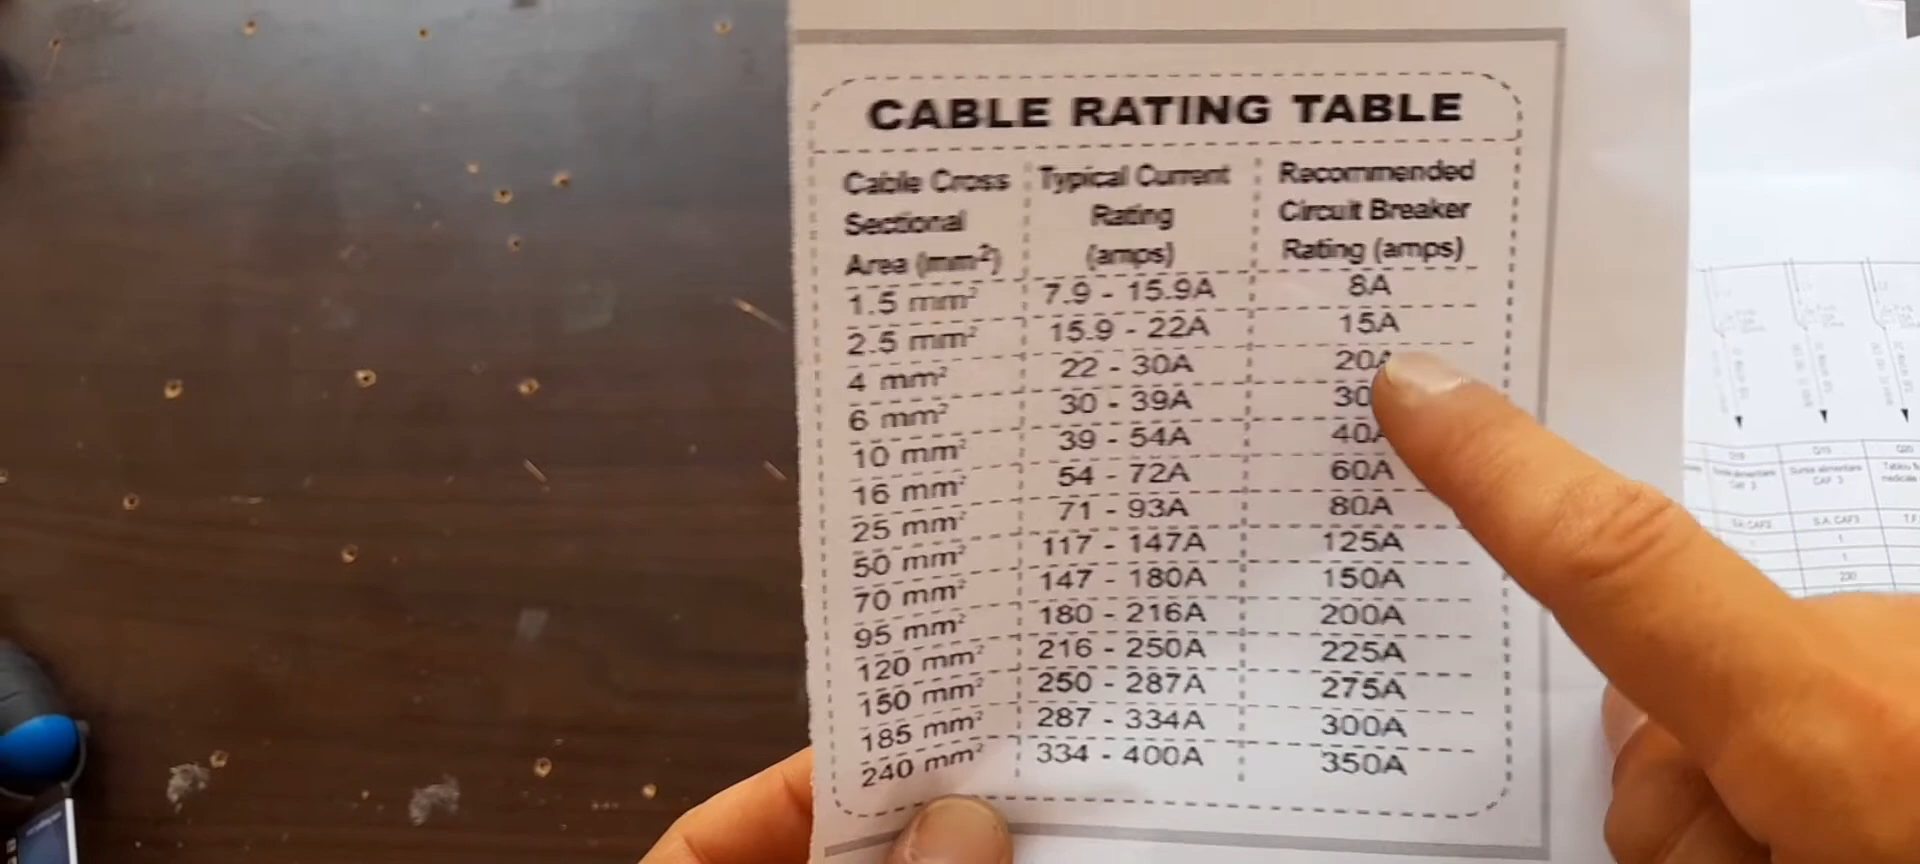 CABLE RATING TABLE
Cable Cross Sectional Area (mm²) Typical Current Rating (amps) Recommended Circuit Breaker Rating (amps)
1.5 mm² 7.9 - 15.9A 8A
2.5 mm² 15.9 - 22A 15A
4 mm² 22 - 30A 20A
6 mm² 30 - 39A 30
10 mm² 39 - 54A 40A
16 mm² 54 - 72A 60A
25 mm² 71 - 93A 80A
50 mm² 117 - 147A 125A
70 mm² 147 - 180A 150A
95 mm² 180 - 216A 200A
120 mm² 216 - 250A 225A
150 mm² 250 - 287A 275A
185 mm² 287 - 334A 300A
240 mm² 334 - 400A 350A